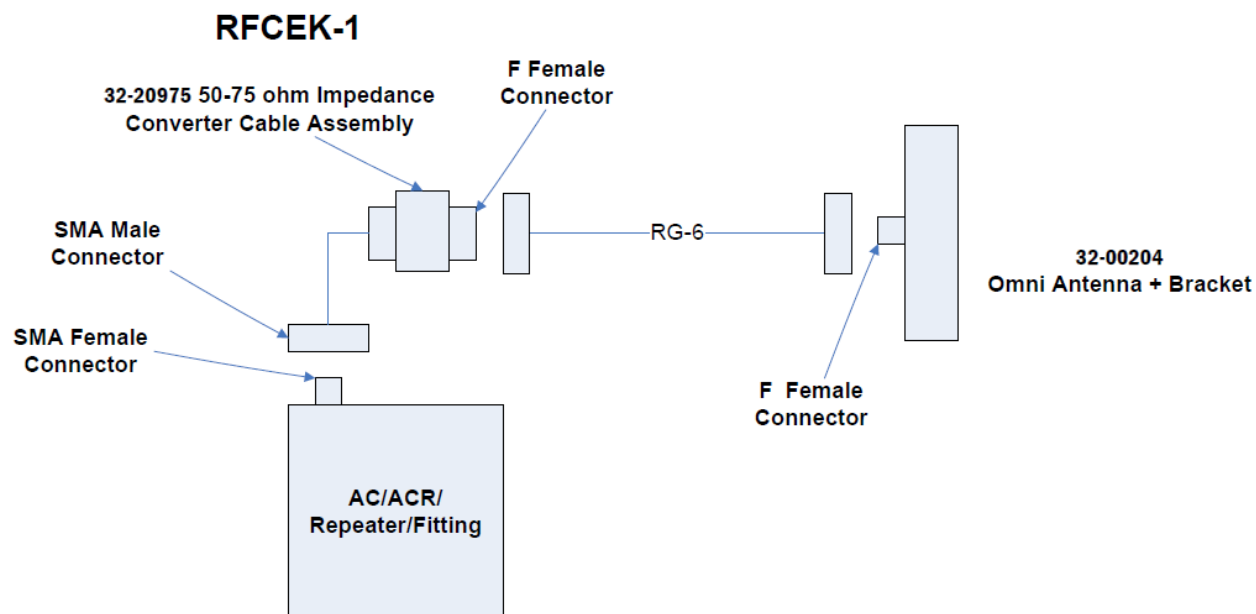 RFCEK-1
32-20975 50-75 ohm Impedance
Converter Cable Assembly
F Female
Connector
SMA Male
Connector
RG-6
32-00204
Omni Antenna + Bracket
SMA Female
Connector
F Female
Connector
AC/ACR/
Repeater/Fitting